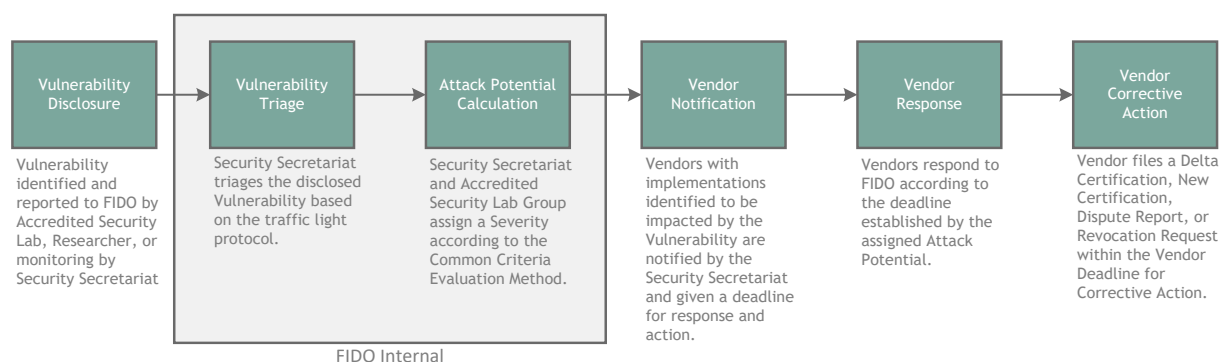 Vulnerability
Disclosure
Vulnerability
Triage
Attack Potential
Calculation
Vendor
Notification
Vendor
Response
Vendor
Corrective
Action
Vulnerability
identified and
reported to FIDO by
Accredited Security
Lab, Researcher, or
monitoring by
Security Secretariat
Security Secretariat
triages the disclosed
Vulnerability based
on the traffic light
protocol.
Security Secretariat
and Accredited
Security Lab Group
assign a Severity
according to the
Common Criteria
Evaluation Method.
Vendors with
implementations
identified to be
impacted by the
Vulnerability are
notified by the
Security Secretariat
and given a deadline
for response and
action.
Vendors respond to
FIDO according to
the deadline
established by the
assigned Attack
Potential.
Vendor files a Delta
Certification, New
Certification,
Dispute Report, or
Revocation Request
within the Vendor
Deadline for
Corrective Action.
FIDO Internal